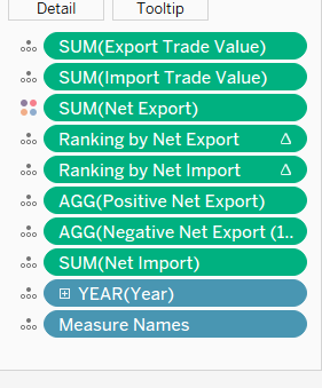 Detail Tooltip
SUM(Export Trade Value)
SUM(Import Trade Value)
SUM(Net Export)
Ranking by Net Export Δ
Ranking by Net Import Δ
AGG(Positive Net Export)
AGG(Negative Net Export (1..
SUM(Net Import)
YEAR(Year)
Measure Names